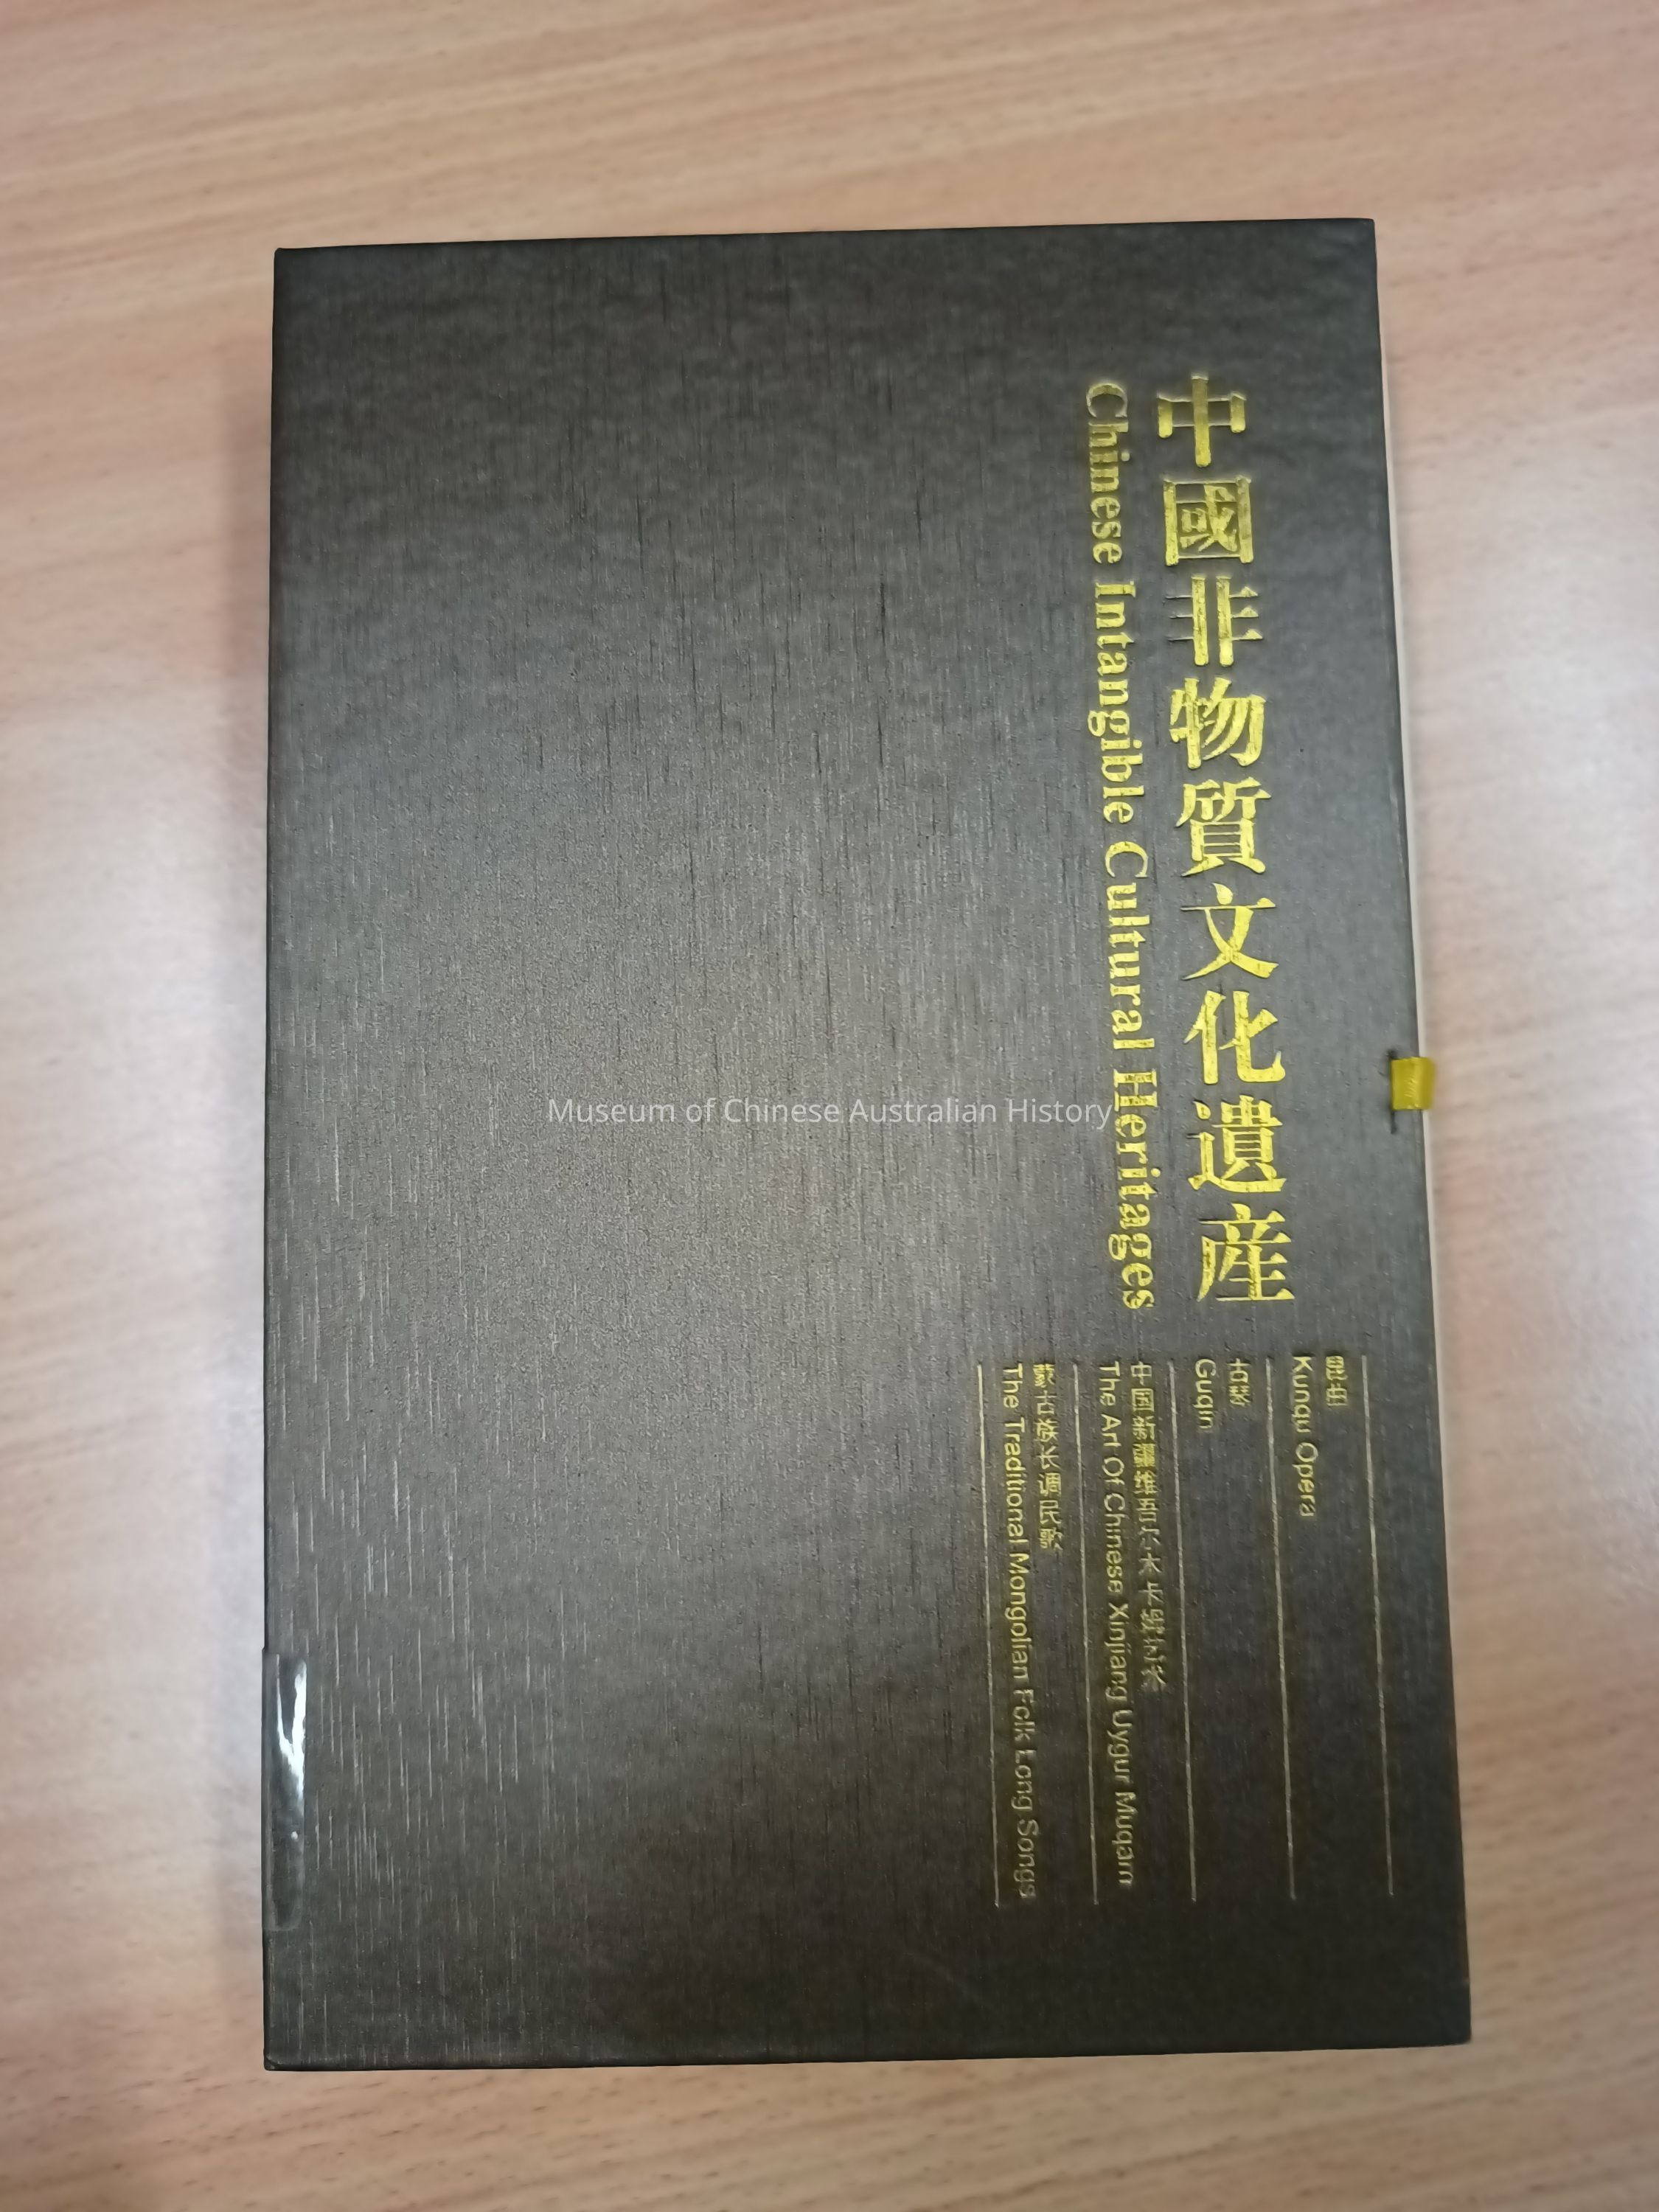 中國非物質文化遺産
Chinese Intangible Cultural Heritages
昆曲
Kunqu Opera
古琴
Guqin
中国新疆维吾尔木卡姆艺术
The Art Of Chinese Xinjiang Uygur Muqam
蒙古族长调民歌
The Traditional Mongolian Folk Long Songs
Museum of Chinese Australian History